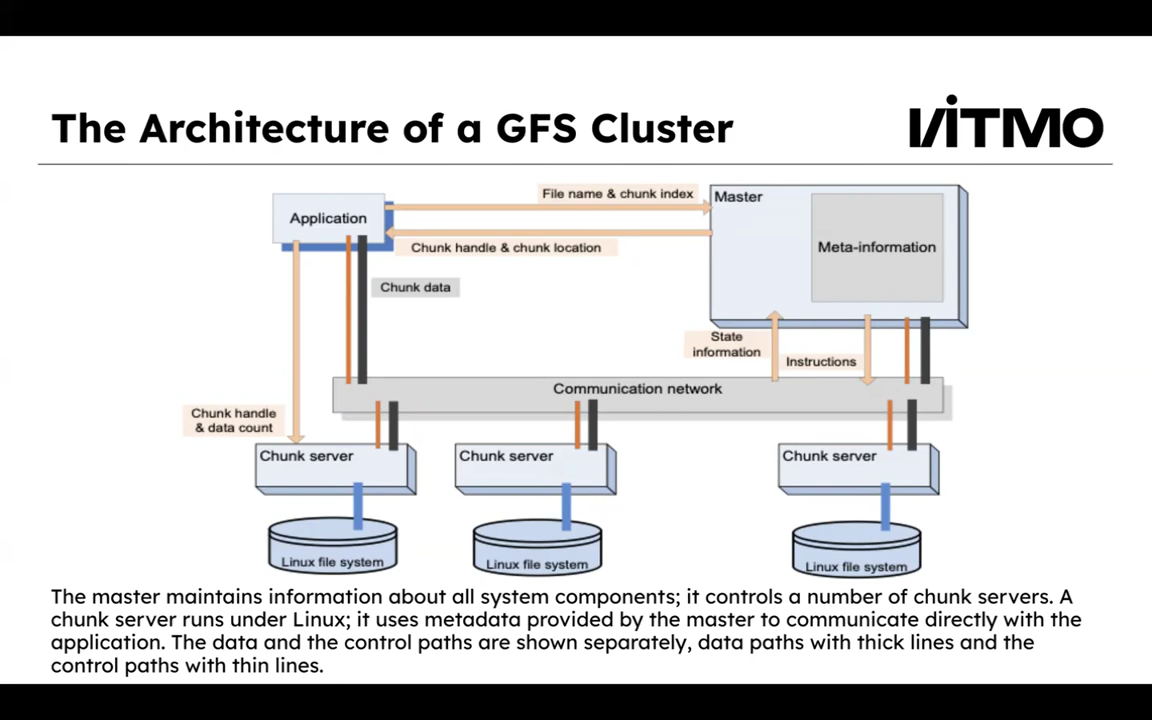 The Architecture of a GFS Cluster
ITMO
File name & chunk index
Master
Application
Meta-information
Chunk handle & chunk location
Chunk data
State
information
Instructions
Communication network
Chunk handle
& data count
Chunk server
Chunk server
Chunk server
Linux file system
Linux file system
Linux file system
The master maintains information about all system components; it controls a number of chunk servers. A
chunk server runs under Linux; it uses metadata provided by the master to communicate directly with the
application. The data and the control paths are shown separately, data paths with thick lines and the
control paths with thin lines.